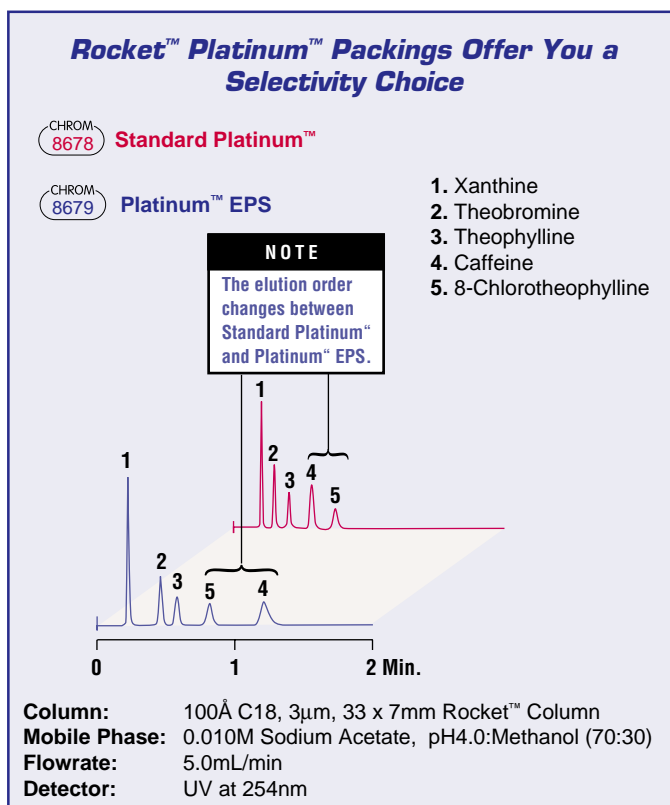 Rocket™ Platinum™ Packings Offer You a
Selectivity Choice
CHROM
8678
Standard Platinum™
CHROM
8679
Platinum™ EPS
1. Xanthine
2. Theobromine
3. Theophylline
4. Caffeine
5. 8-Chlorotheophylline
NOTE
The elution order
changes between
Standard Platinum“
and Platinum“ EPS.
1
2
3
4
5
1
2
3
5
4
0 1 2 Min.
Column: 100Å C18, 3µm, 33 x 7mm Rocket™ Column
Mobile Phase: 0.010M Sodium Acetate, pH4.0:Methanol (70:30)
Flowrate: 5.0mL/min
Detector: UV at 254nm